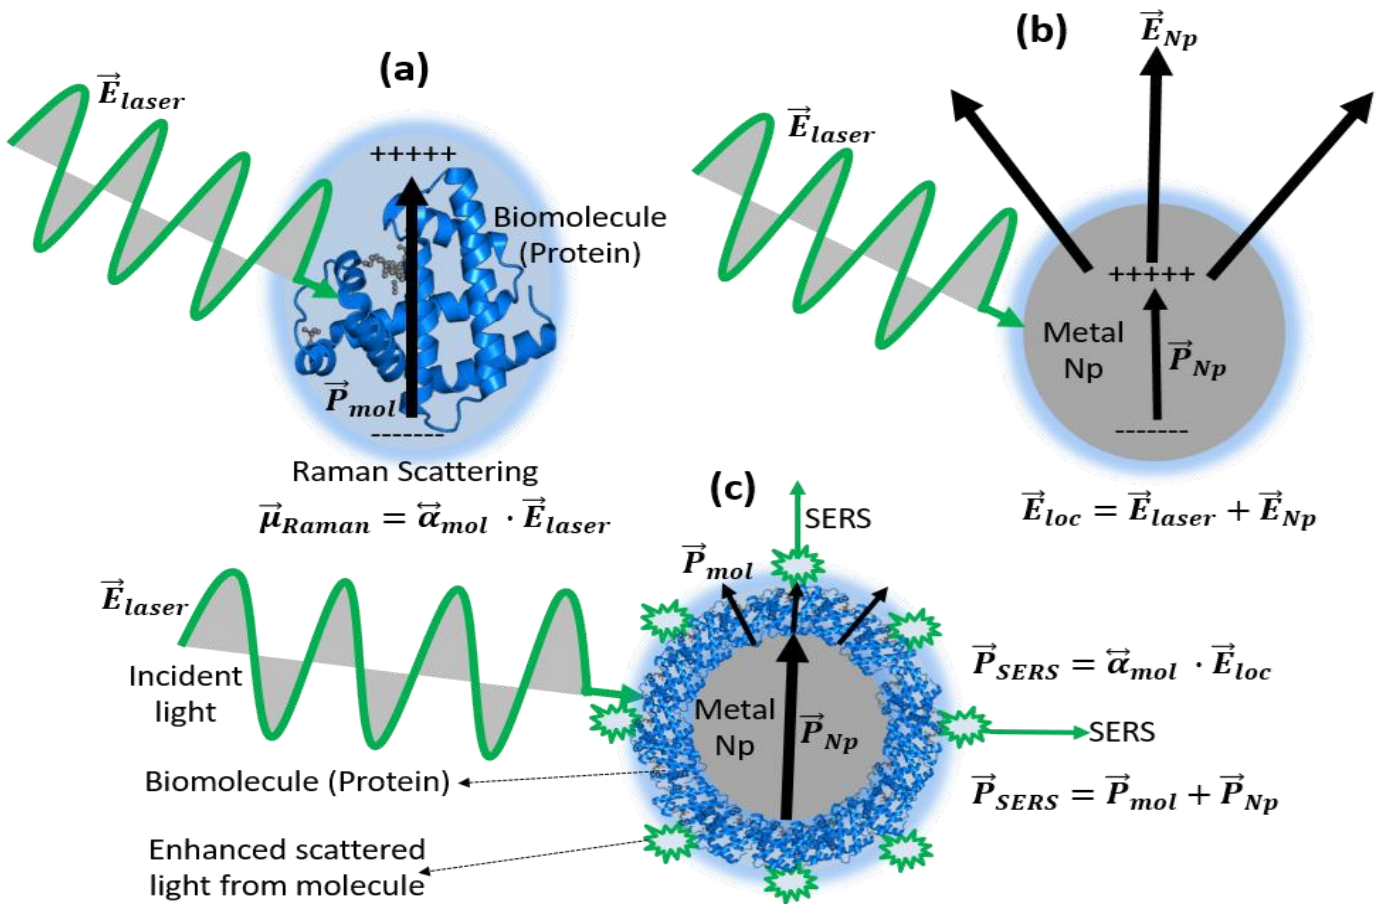 (a)
E⃗laser
+++++
Biomolecule
(Protein)
P⃗mol
-------
Raman Scattering
μ⃗Raman = α⃡mol · E⃗laser
(b)
E⃗Np
E⃗laser
+++++
Metal
Np
P⃗Np
-------
E⃗loc = E⃗laser + E⃗Np
(c)
SERS
P⃗mol
E⃗laser
Incident
light
Metal
Np
P⃗Np
P⃗SERS = α⃡mol · E⃗loc
SERS
P⃗SERS = P⃗mol + P⃗Np
Biomolecule (Protein)
Enhanced scattered
light from molecule